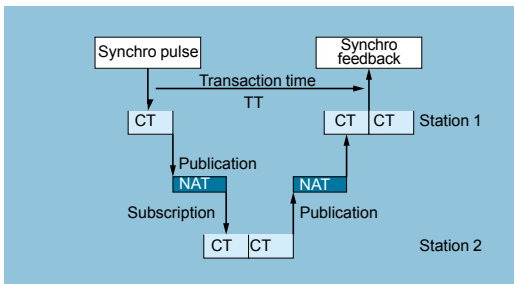 Synchro pulse
Synchro
feedback
Transaction time
TT
CT
CT
CT
Station 1
Publication
NAT
NAT
Subscription
Publication
CT
CT
Station 2